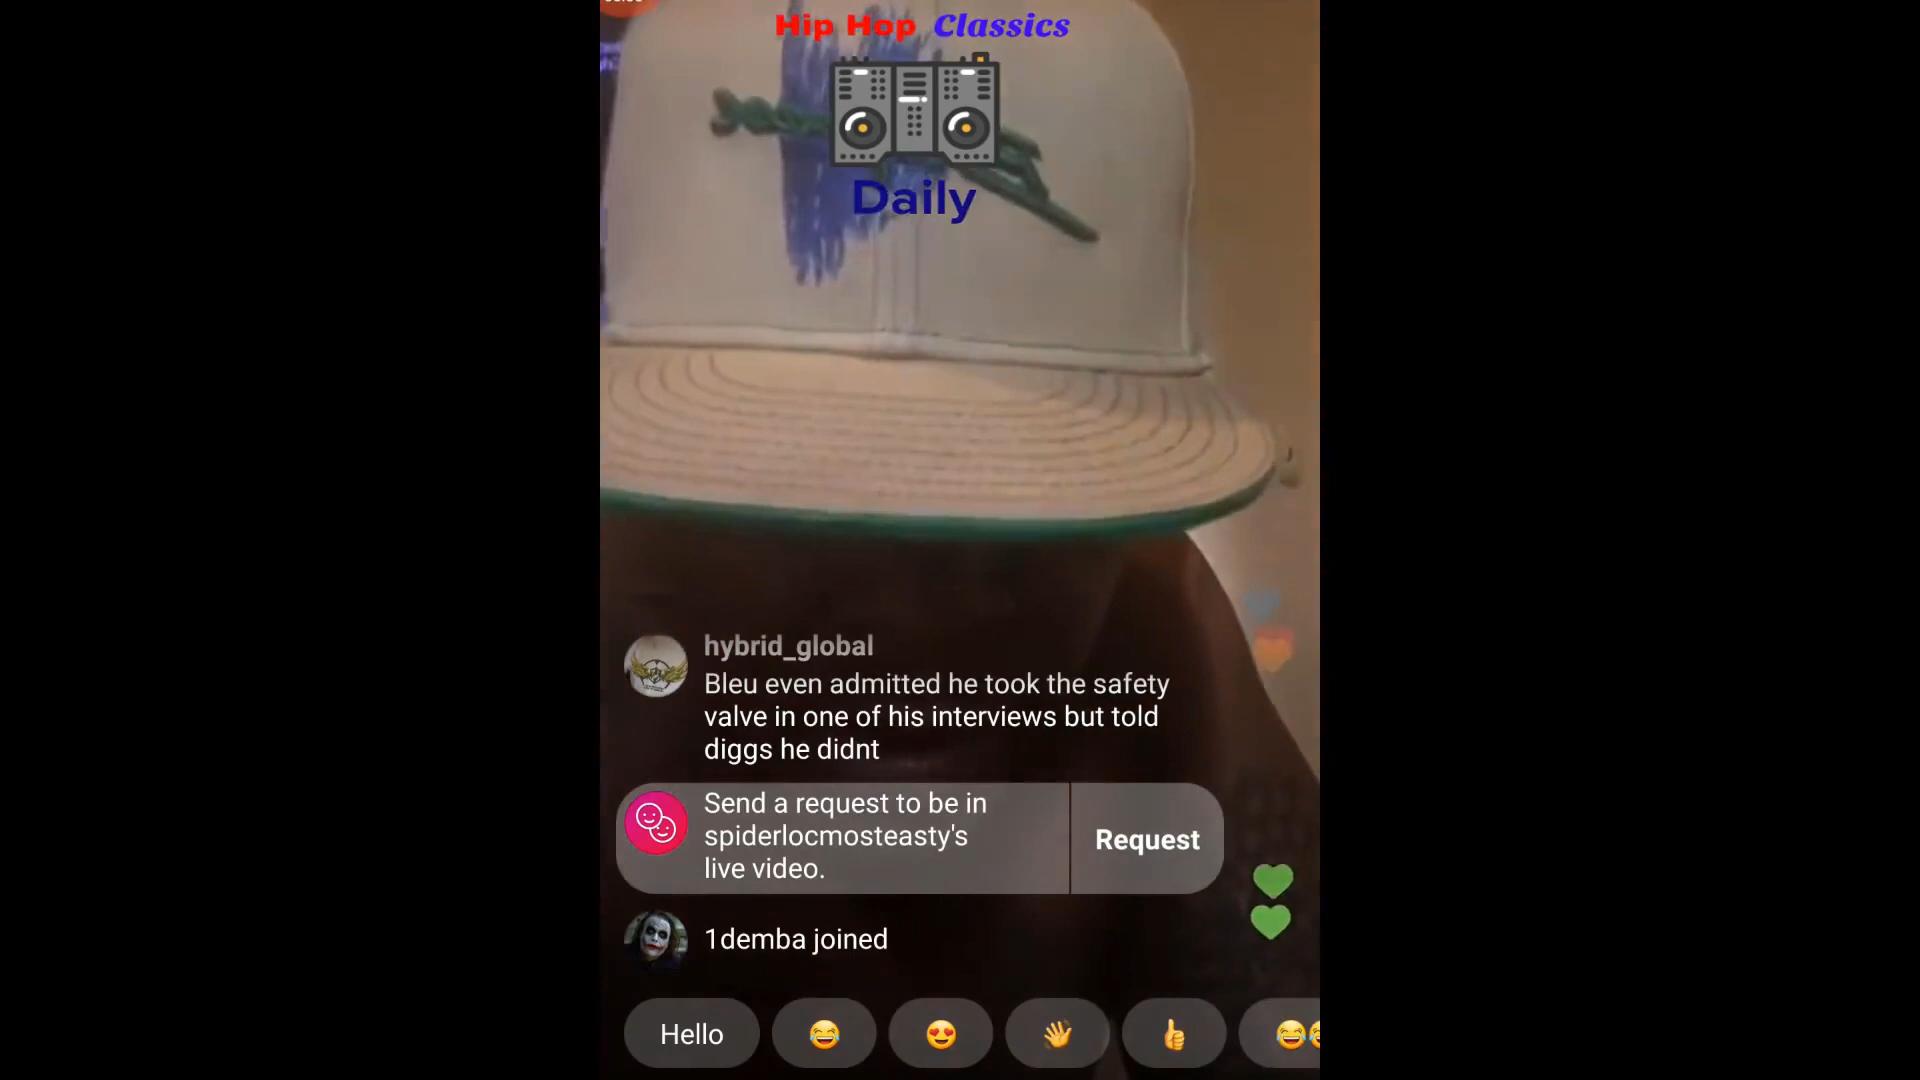 Hip Hop Classics
Daily
hybrid_global
Bleu even admitted he took the safety
valve in one of his interviews but told
diggs he didnt
Send a request to be in
spiderlocmosteasty's
live video.
Request
1demba joined
Hello